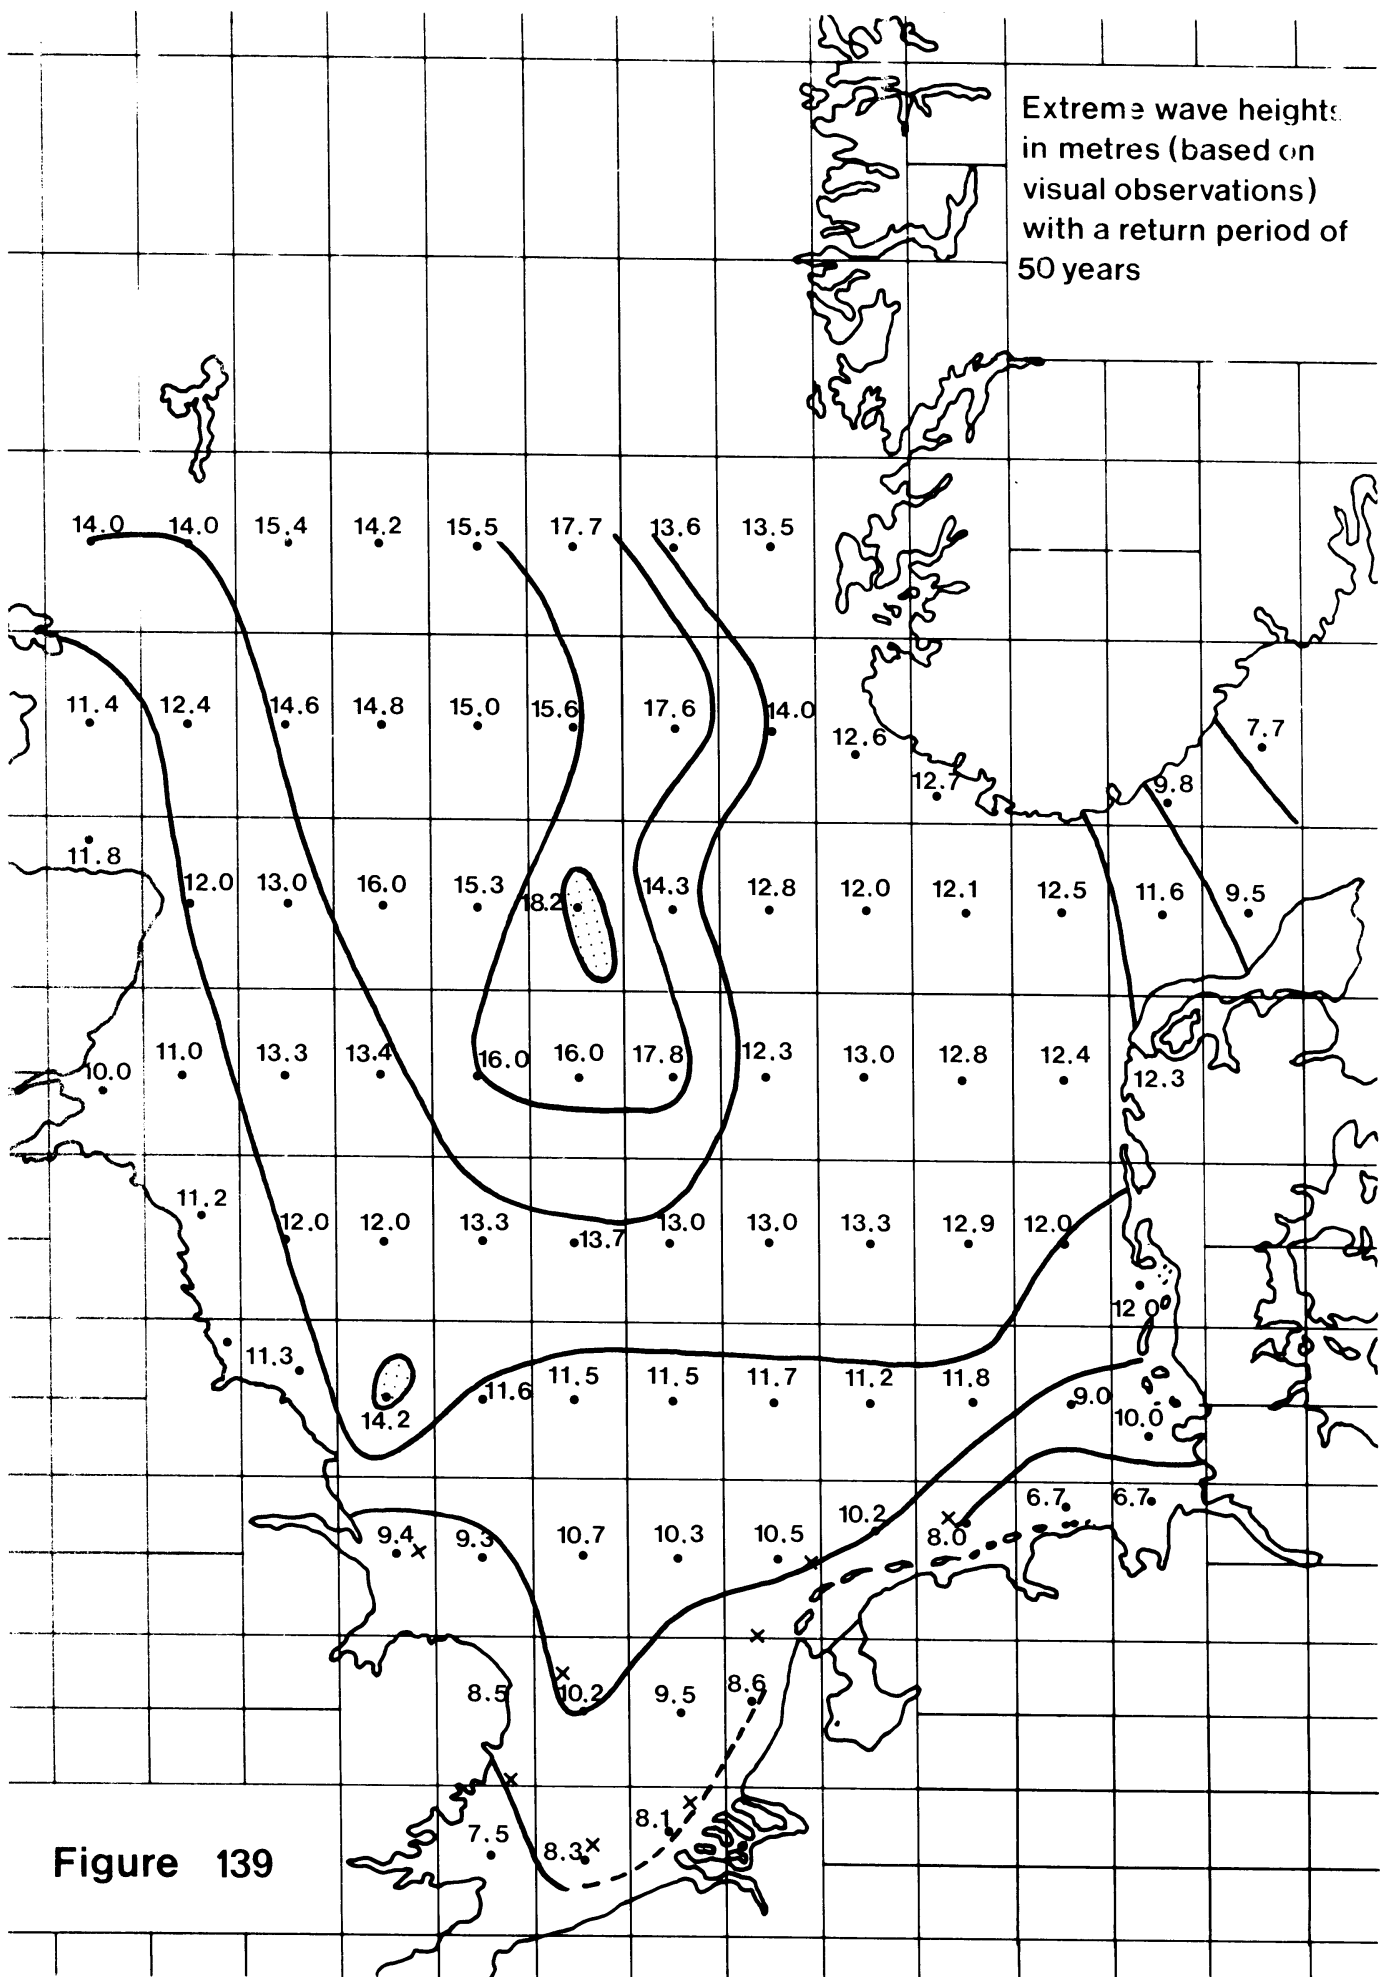 Extreme wave heights
in metres (based on
visual observations)
with a return period of
50 years
14.0 14.0 15.4 14.2 15.5 17.7 13.6 13.5
11.4 12.4 14.6 14.8 15.0 15.6 17.6 14.0
12.6
12.7
7.7
9.8
11.8
12.0 13.0 16.0 15.3 18.2 14.3 12.8 12.0 12.1 12.5 11.6 9.5
10.0 11.0 13.3 13.4 16.0 16.0 17.8 12.3 13.0 12.8 12.4
12.3
11.2
12.0 12.0 13.3 13.7 13.0 13.0 13.3 12.9 12.0
12.0
11.3
14.2 11.6 11.5 11.5 11.7 11.2 11.8 9.0
10.0
9.4 9.3 10.7 10.3 10.5 10.2 8.0 6.7 6.7
8.5 10.2 9.5 8.6
7.5 8.3 8.1
Figure 139